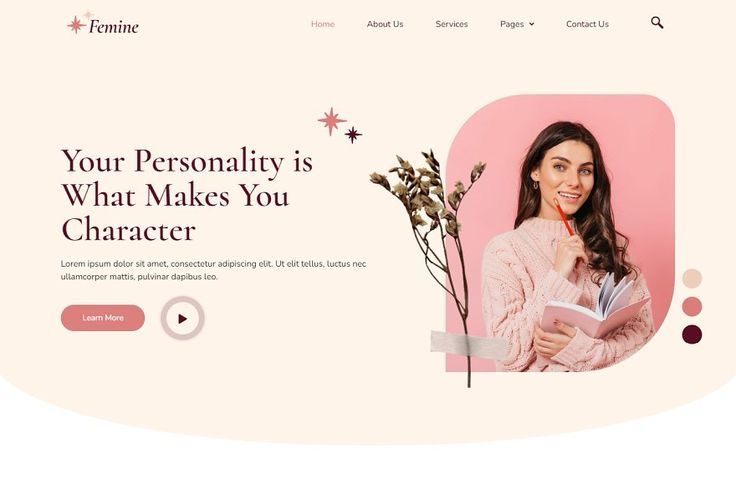 Femine
Home
About Us
Services
Pages
Contact Us
Your Personality is
What Makes You
Character
Lorem ipsum dolor sit amet, consectetur adipiscing elit. Ut elit tellus, luctus nec
ullamcorper mattis, pulvinar dapibus leo.
Learn More